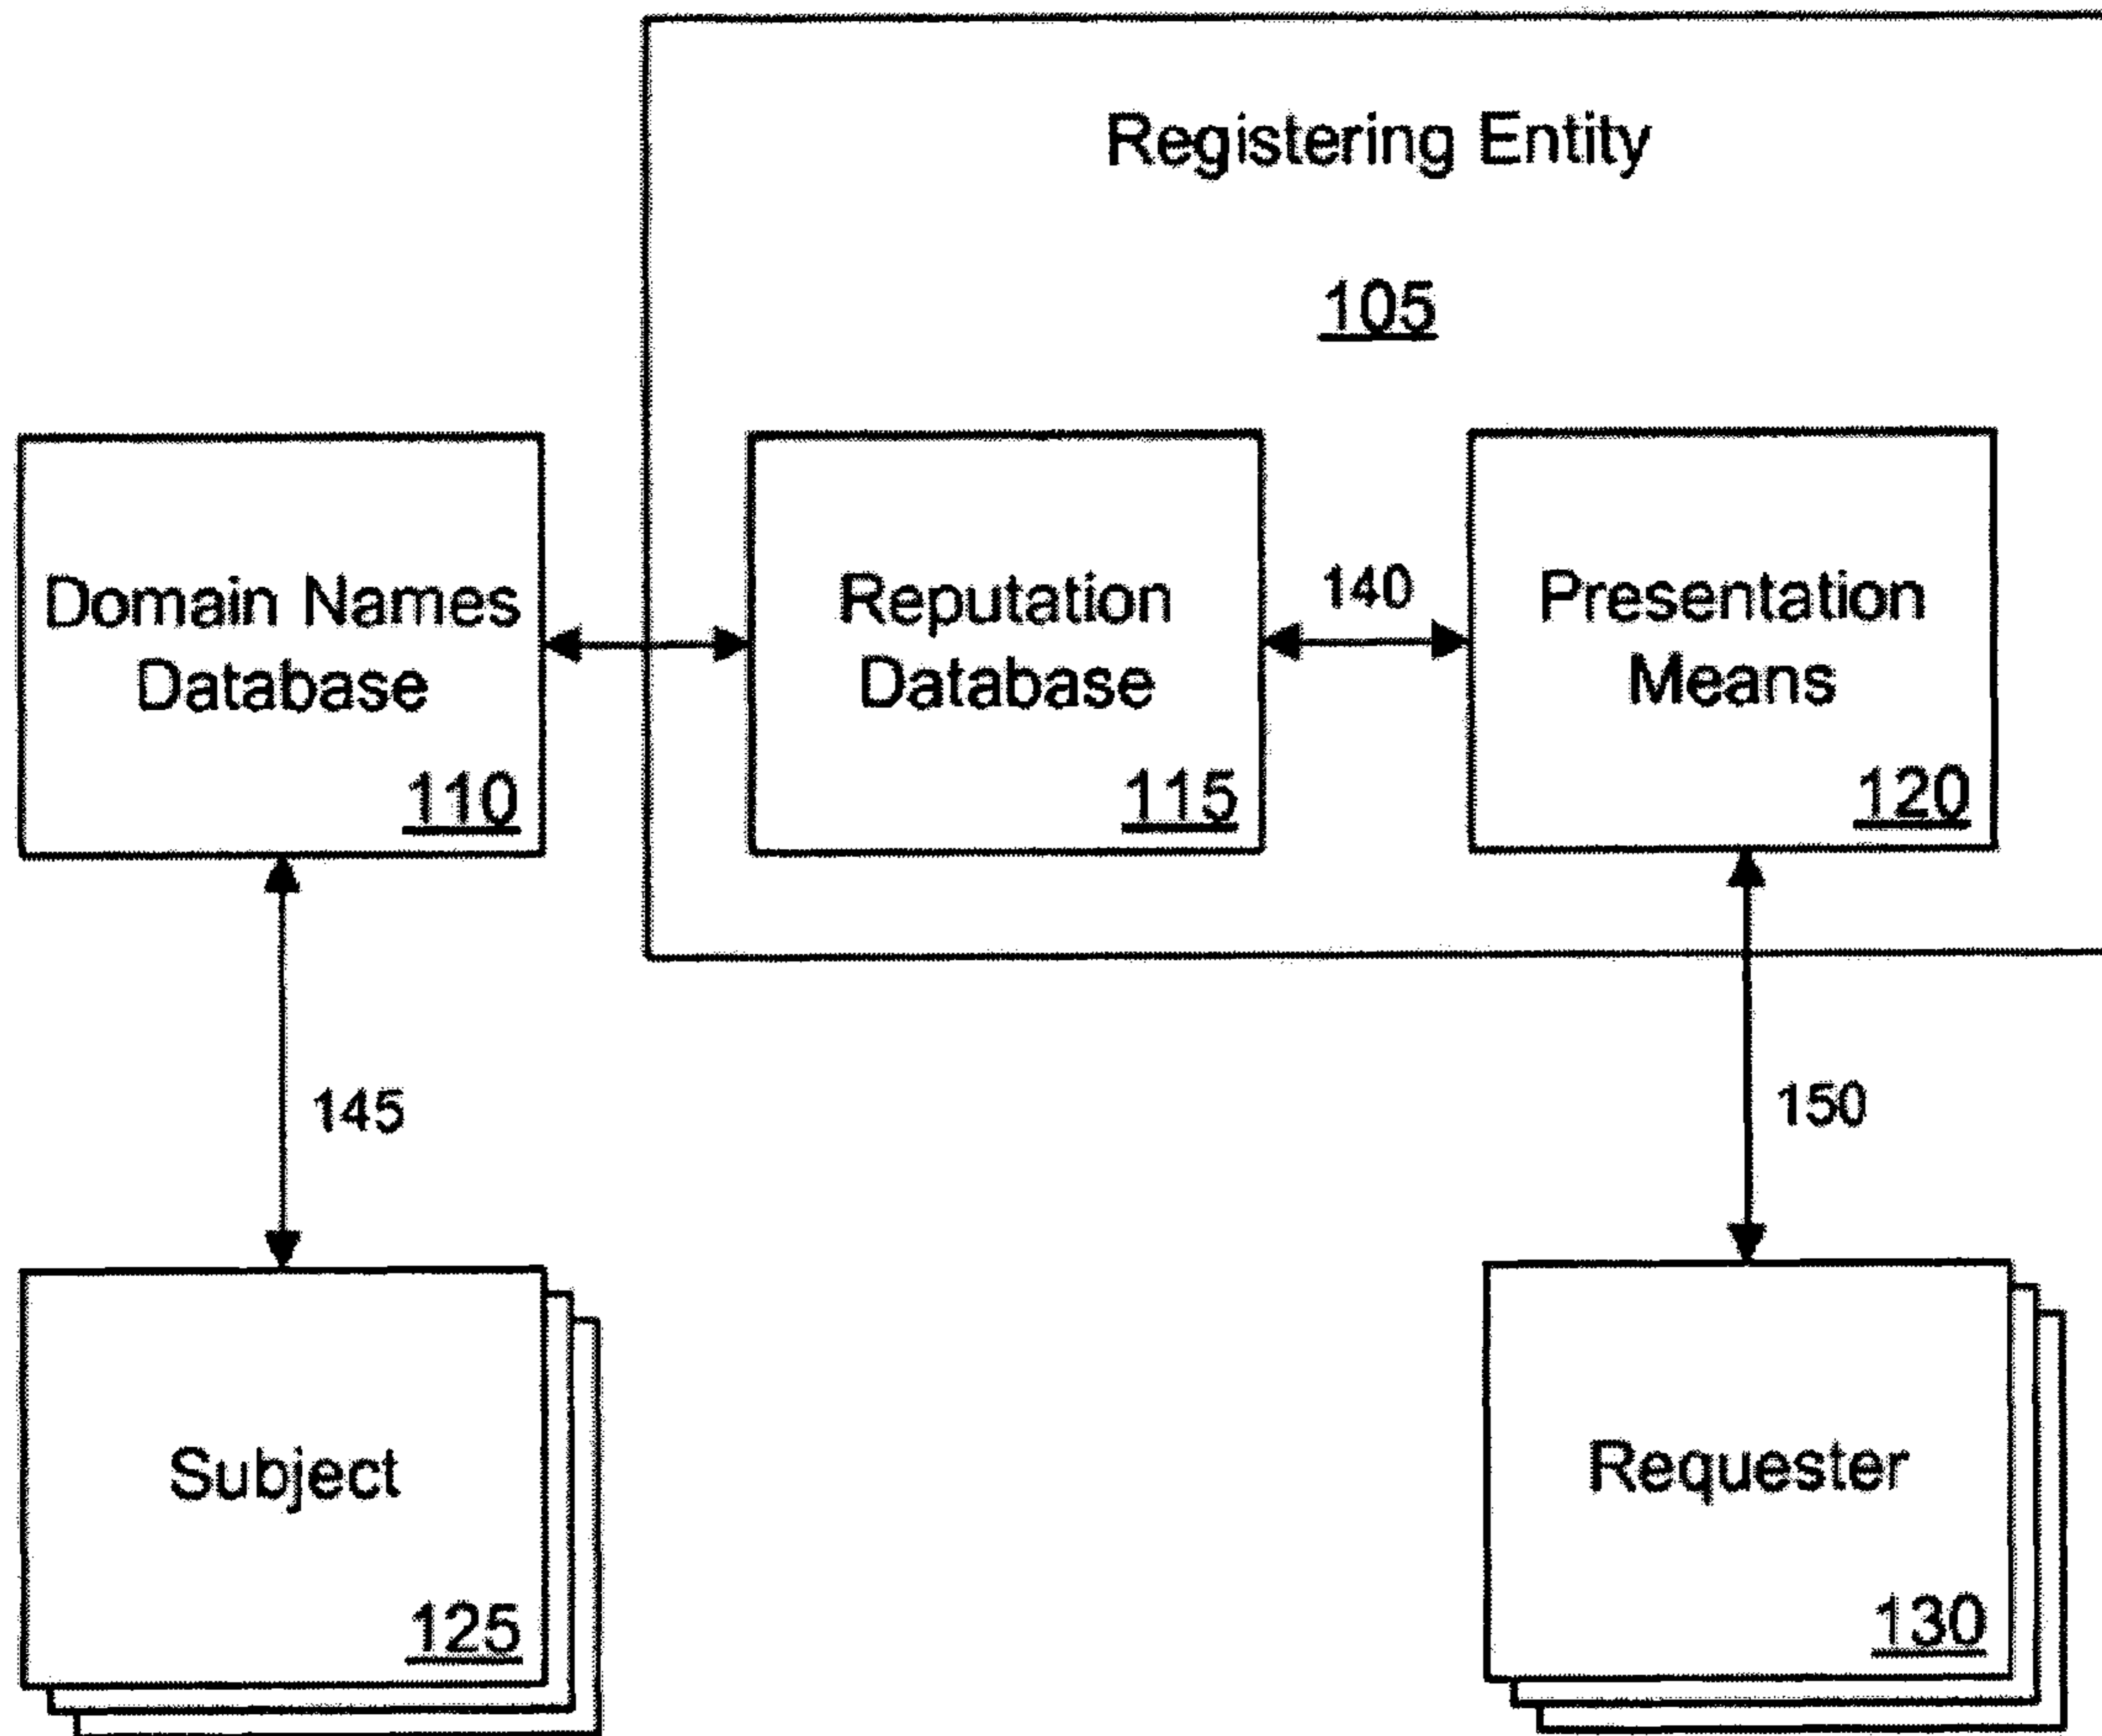 Registering Entity
105
Domain Names
Database
110
Reputation
Database
115
140
Presentation
Means
120
145
150
Subject
125
Requester
130